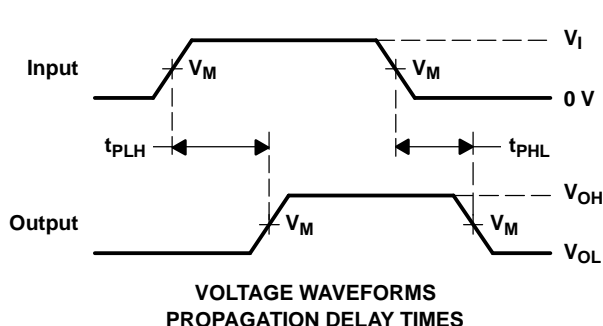 V_I
Input V_M V_M
0 V
t_PLH t_PHL
V_OH
Output V_M V_M
V_OL
VOLTAGE WAVEFORMS
PROPAGATION DELAY TIMES